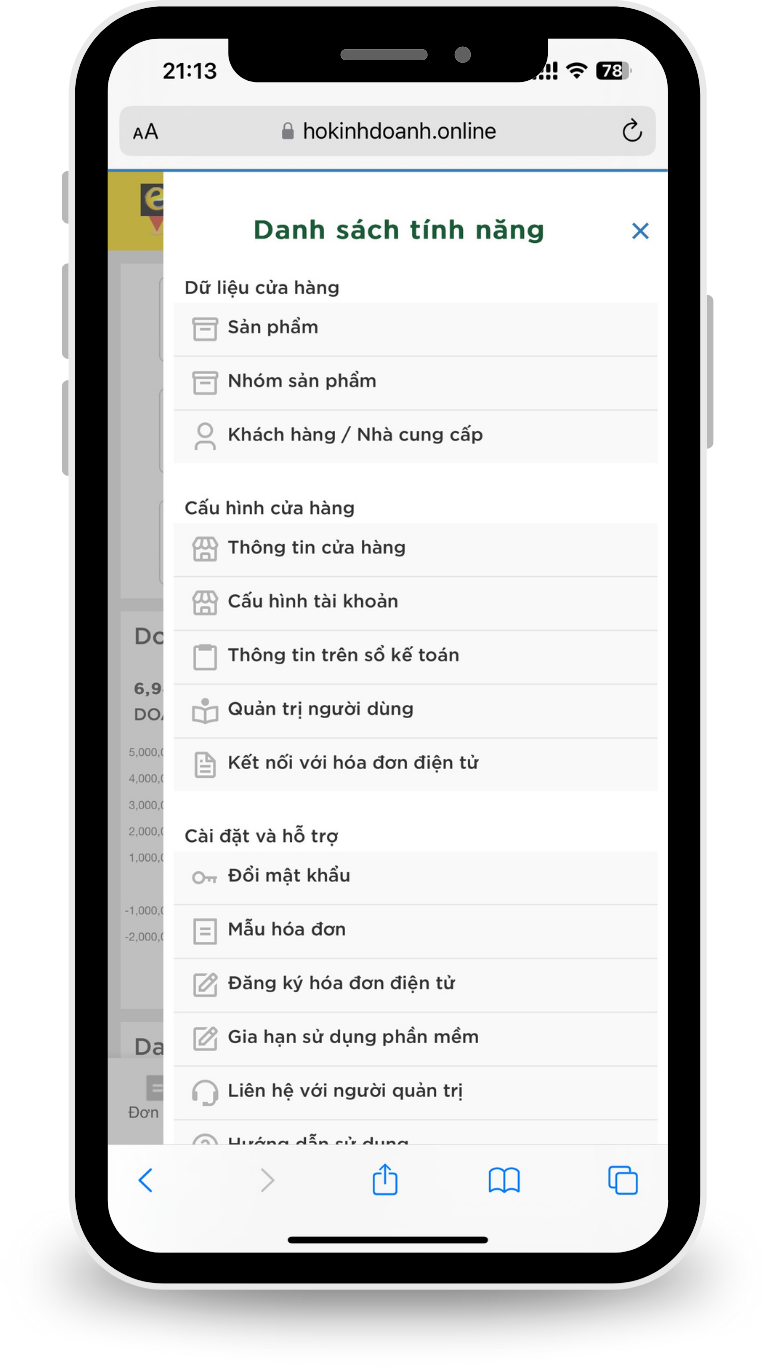 21:13
78
AA
hokinhdoanh.online
e
Danh sách tính năng
Dữ liệu cửa hàng
Sản phẩm
Nhóm sản phẩm
Khách hàng / Nhà cung cấp
Cấu hình cửa hàng
Thông tin cửa hàng
Cấu hình tài khoản
Thông tin trên sổ kế toán
Quản trị người dùng
Kết nối với hóa đơn điện tử
Cài đặt và hỗ trợ
Đổi mật khẩu
Mẫu hóa đơn
Đăng ký hóa đơn điện tử
Gia hạn sử dụng phần mềm
Liên hệ với người quản trị
Hướng dẫn sử dụng
Do
6,9
DO
5,000,0
4,000,0
3,000,0
2,000,0
1,000,0
-1,000,0
-2,000,0
Da
Đơn